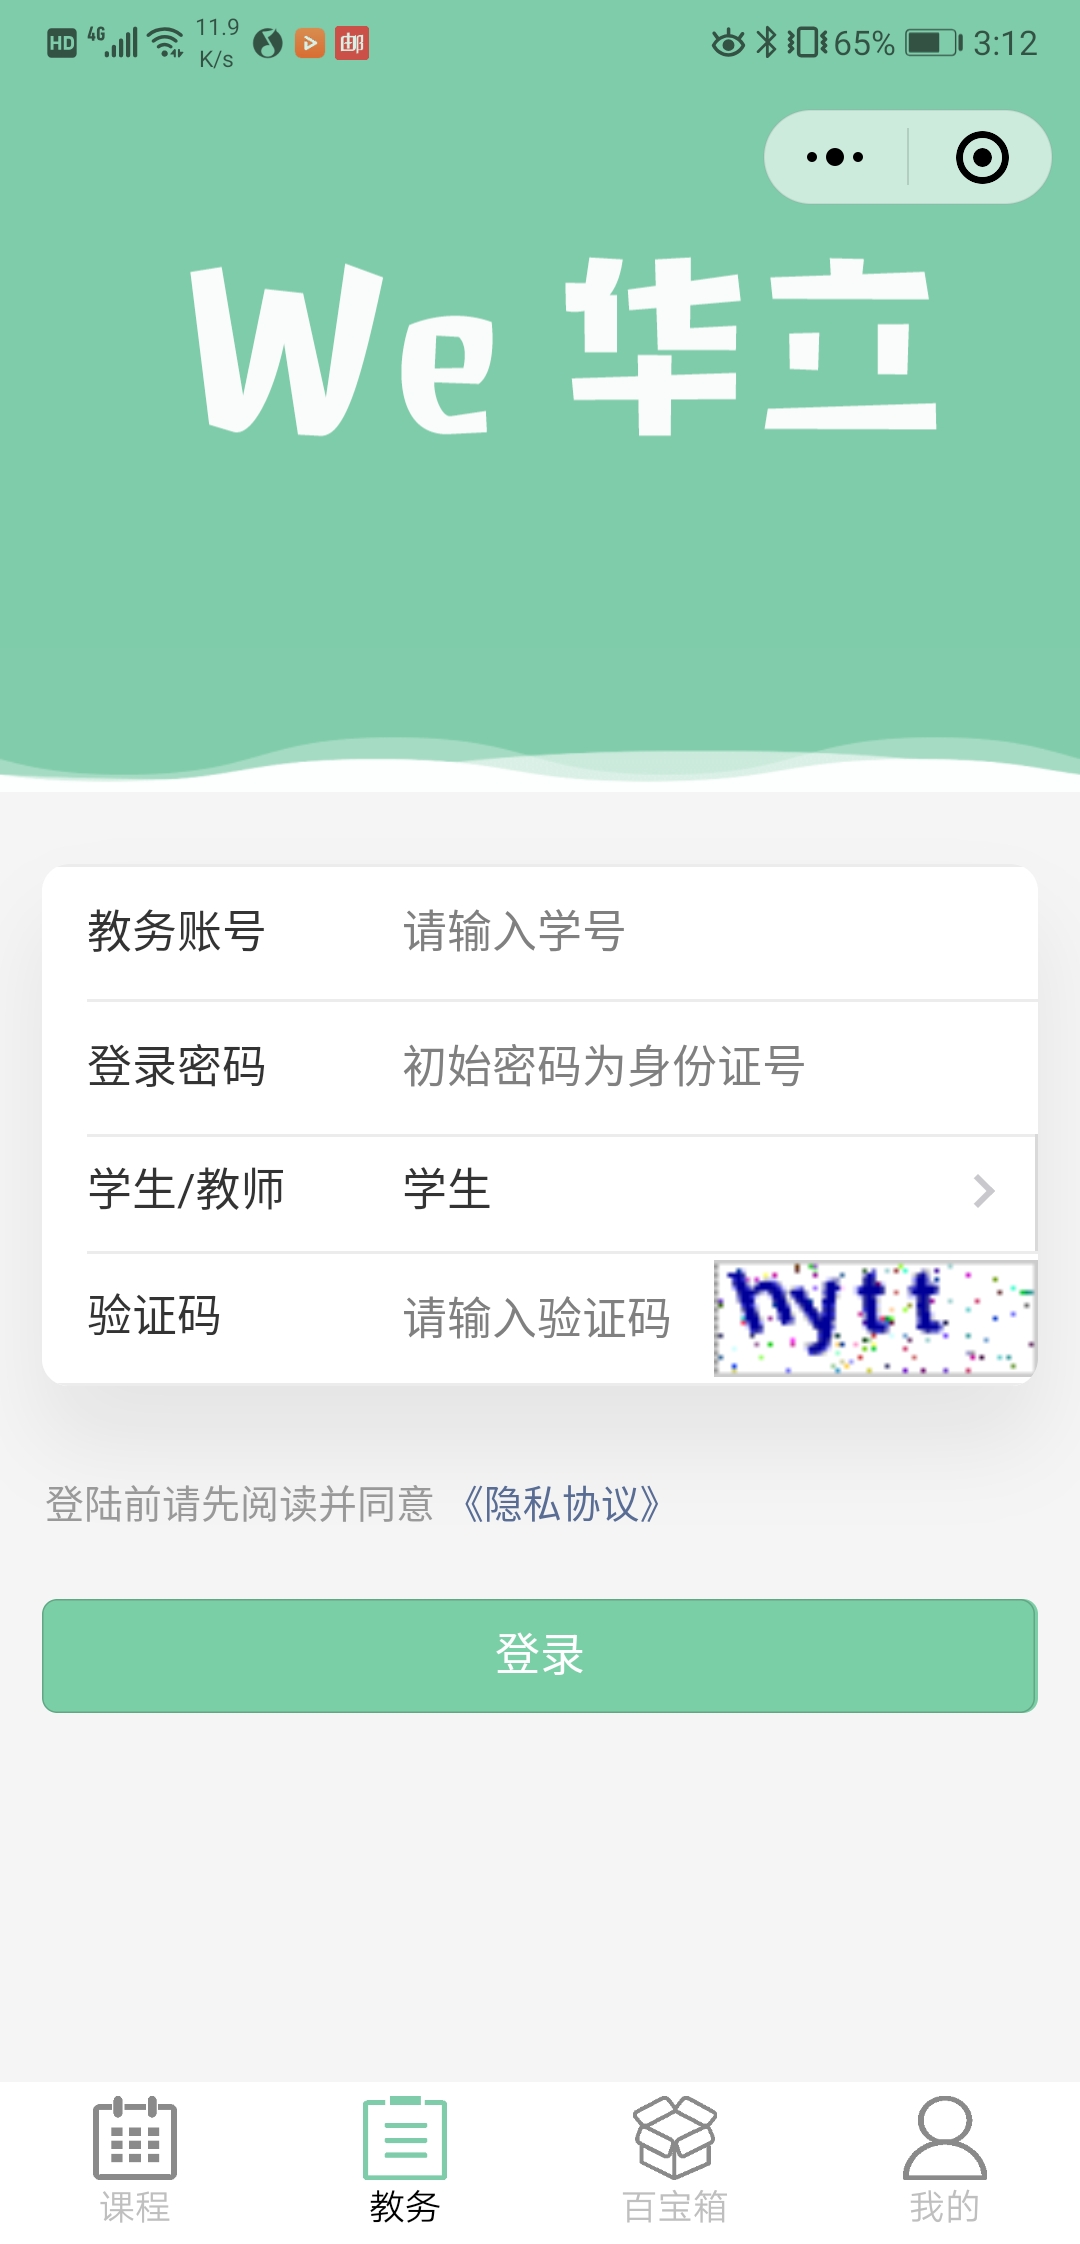 HD 4G 11.9 K/s 邮 65% 3:12
We 华立
教务账号 请输入学号
登录密码 初始密码为身份证号
学生/教师 学生
验证码 请输入验证码 hytt
登陆前请先阅读并同意 《隐私协议》
登录
课程 教务 百宝箱 我的